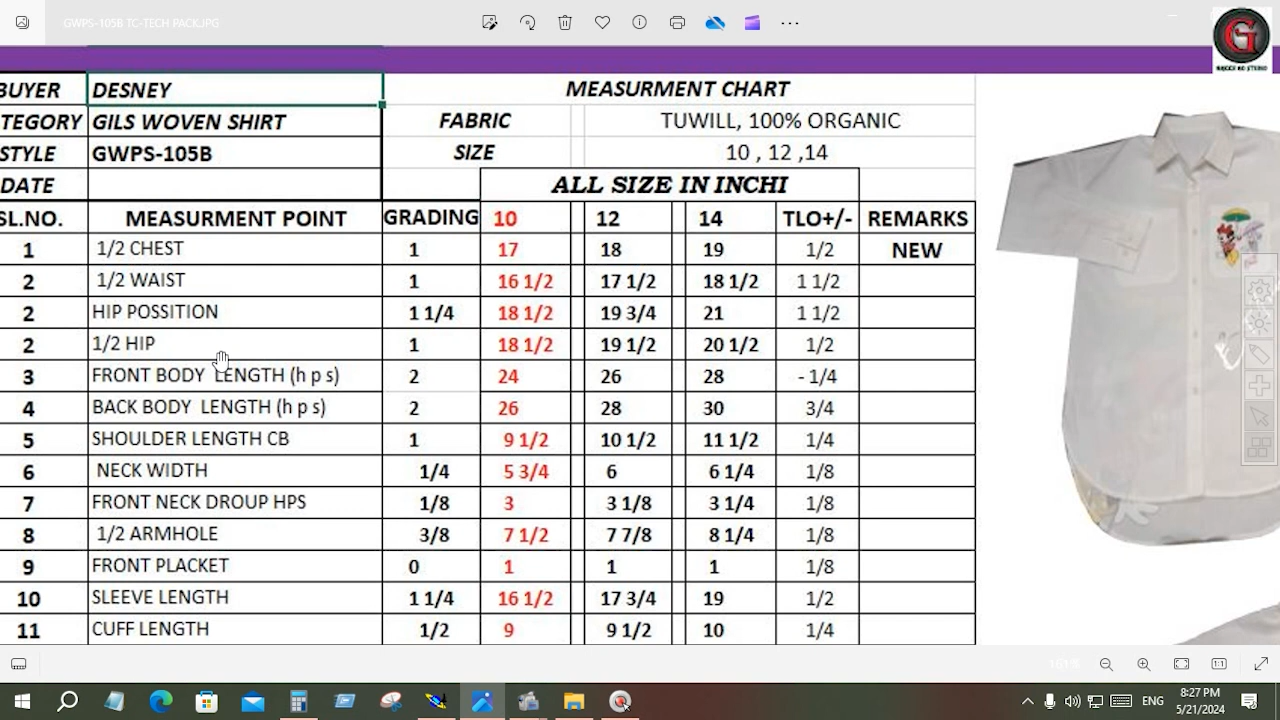 GWPS-105B TC-TECH PACK.JPG
G
BUYER DESNEY MEASURMENT CHART
TEGORY GILS WOVEN SHIRT FABRIC TUWILL, 100% ORGANIC
STYLE GWPS-105B SIZE 10 , 12 ,14
DATE ALL SIZE IN INCHI
SL.NO. MEASURMENT POINT GRADING 10 12 14 TLO+/- REMARKS
1 1/2 CHEST 1 17 18 19 1/2 NEW
2 1/2 WAIST 1 16 1/2 17 1/2 18 1/2 1 1/2
2 HIP POSSITION 1 1/4 18 1/2 19 3/4 21 1 1/2
2 1/2 HIP 1 18 1/2 19 1/2 20 1/2 1/2
3 FRONT BODY LENGTH (h p s) 2 24 26 28 - 1/4
4 BACK BODY LENGTH (h p s) 2 26 28 30 3/4
5 SHOULDER LENGTH CB 1 9 1/2 10 1/2 11 1/2 1/4
6 NECK WIDTH 1/4 5 3/4 6 6 1/4 1/8
7 FRONT NECK DROUP HPS 1/8 3 3 1/8 3 1/4 1/8
8 1/2 ARMHOLE 3/8 7 1/2 7 7/8 8 1/4 1/8
9 FRONT PLACKET 0 1 1 1 1/8
10 SLEEVE LENGTH 1 1/4 16 1/2 17 3/4 19 1/2
11 CUFF LENGTH 1/2 9 9 1/2 10 1/4
161%
1:1
ENG
8:27 PM
5/21/2024